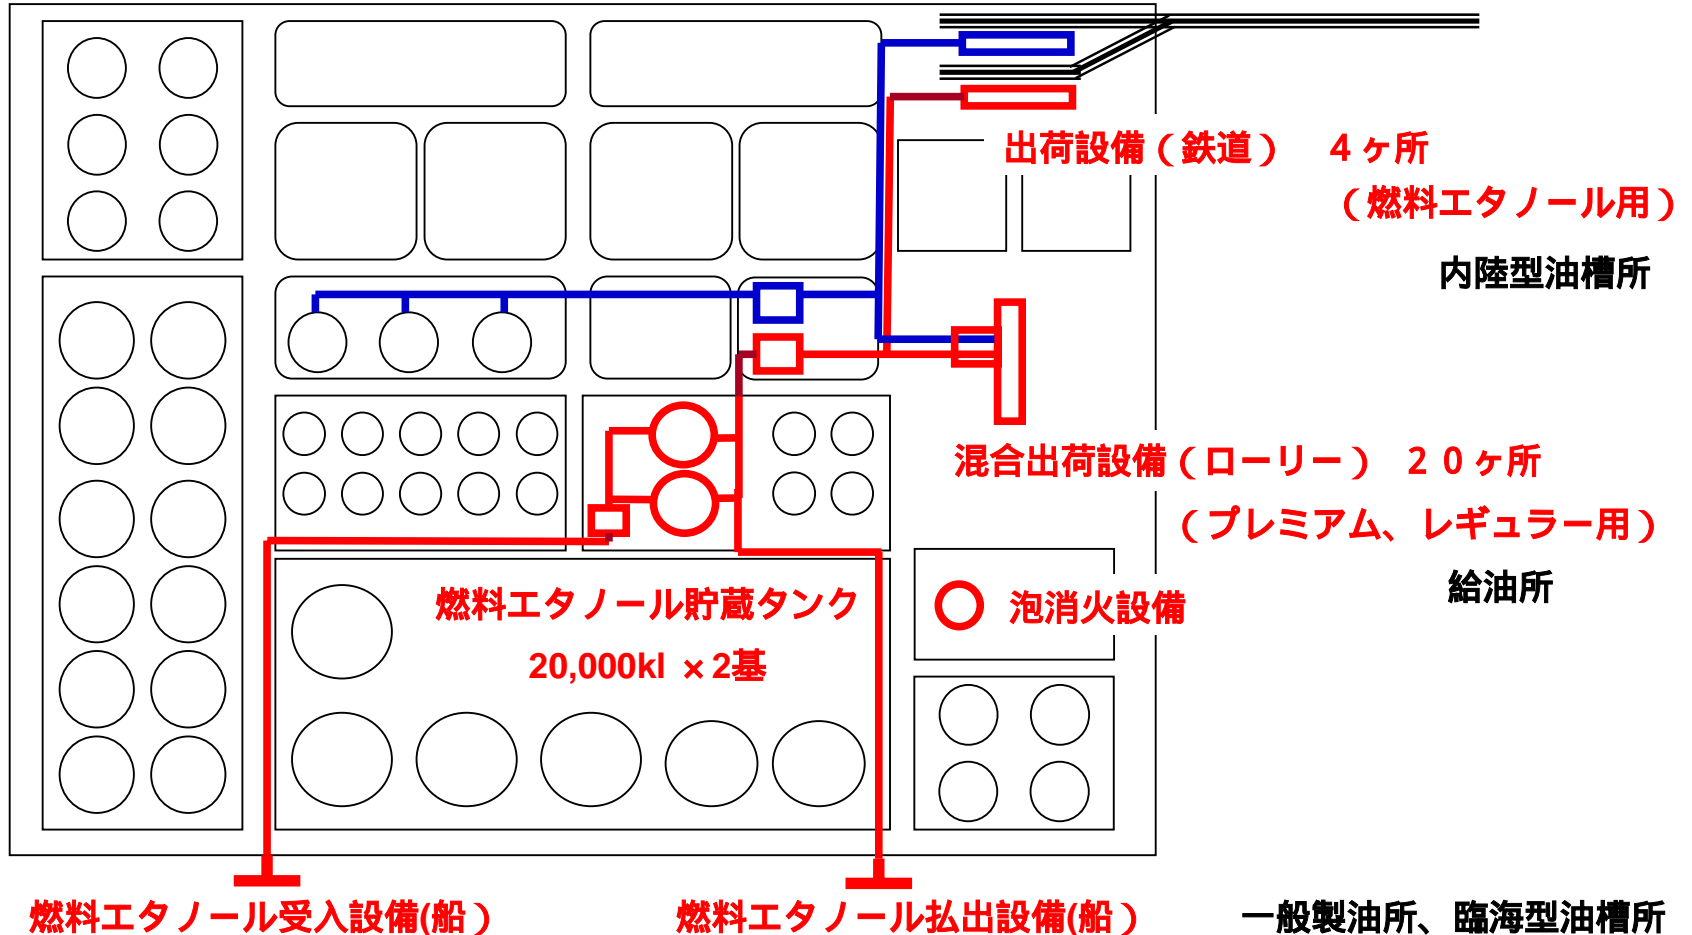 出荷設備（鉄道）　４ヶ所
（燃料エタノール用）
内陸型油槽所
混合出荷設備（ローリー）　２０ヶ所
（プレミアム、レギュラー用）
給油所
燃料エタノール貯蔵タンク
20,000kl ×2基
泡消火設備
燃料エタノール受入設備(船）
燃料エタノール払出設備(船）
一般製油所、臨海型油槽所